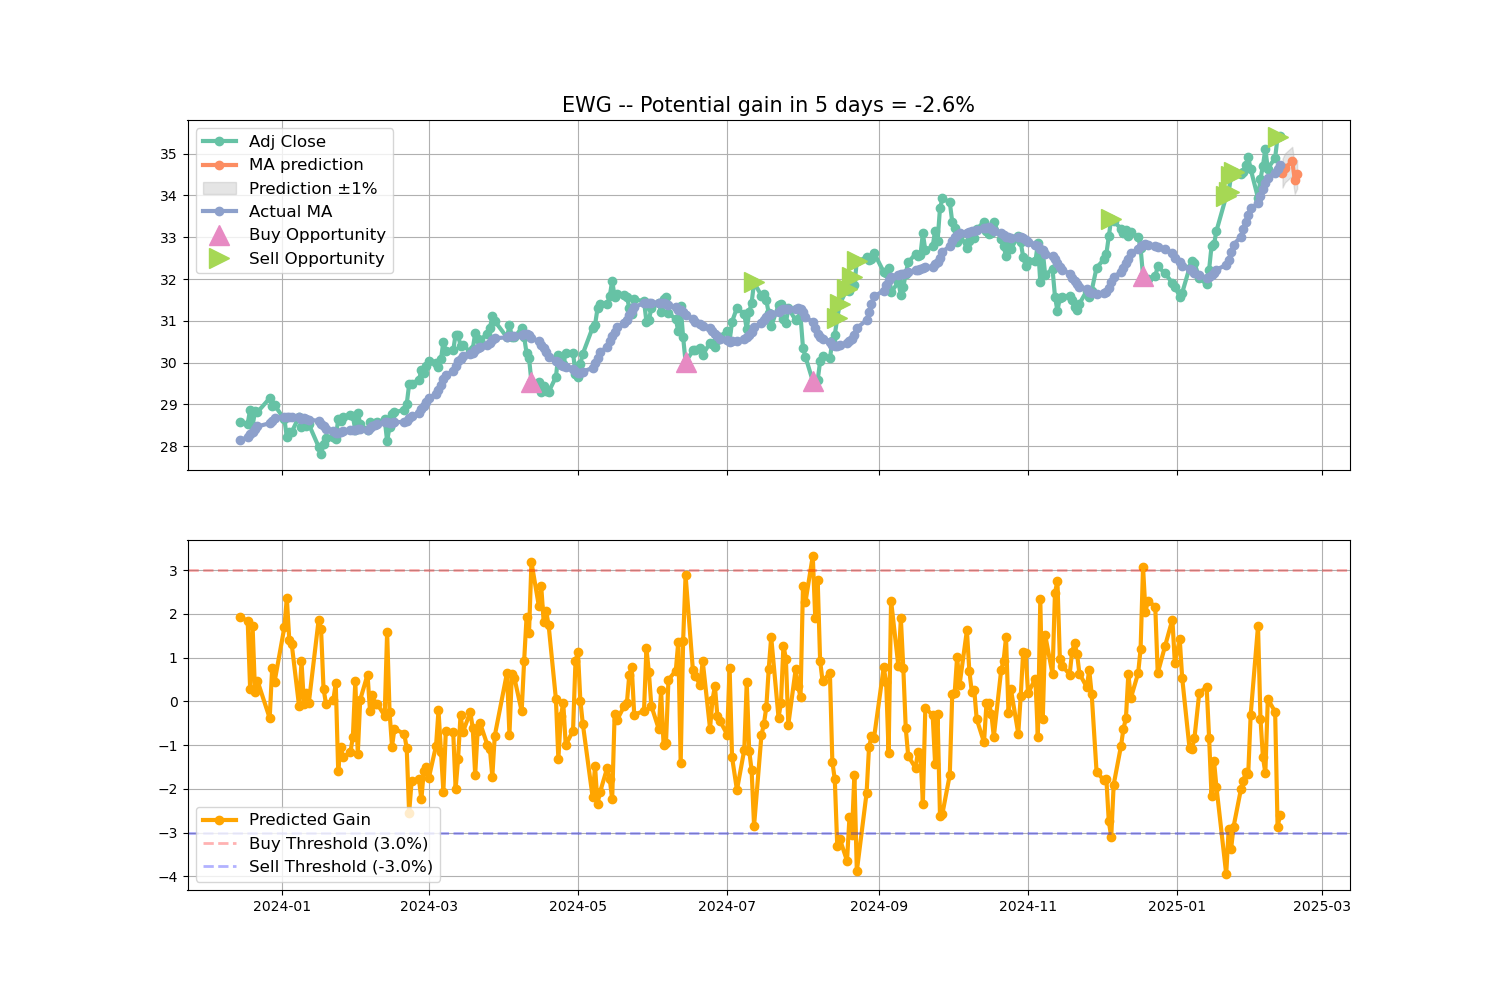 EWG -- Potential gain in 5 days = -2.6%
Adj Close
MA prediction
Prediction ±1%
Actual MA
Buy Opportunity
Sell Opportunity
35
34
33
32
31
30
29
28
3
2
1
0
−1
−2
−3
−4
Predicted Gain
Buy Threshold (3.0%)
Sell Threshold (-3.0%)
2024-01
2024-03
2024-05
2024-07
2024-09
2024-11
2025-01
2025-03